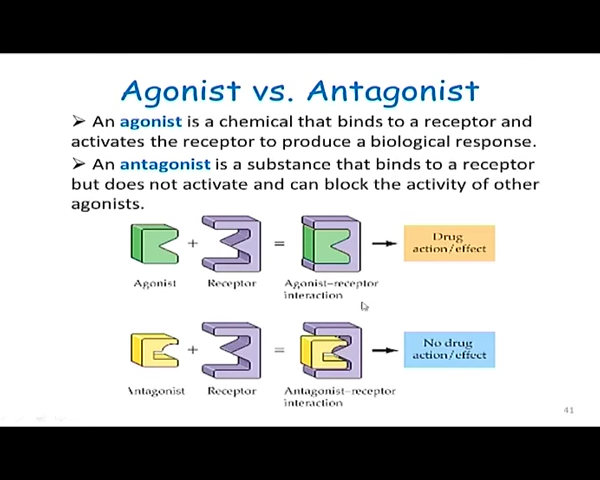 Agonist vs. Antagonist
➢ An agonist is a chemical that binds to a receptor and
activates the receptor to produce a biological response.
➢ An antagonist is a substance that binds to a receptor
but does not activate and can block the activity of other
agonists.
+ = Drug
action/effect
Agonist Receptor Agonist–receptor
interaction
+ = No drug
action/effect
Antagonist Receptor Antagonist–receptor
interaction
41